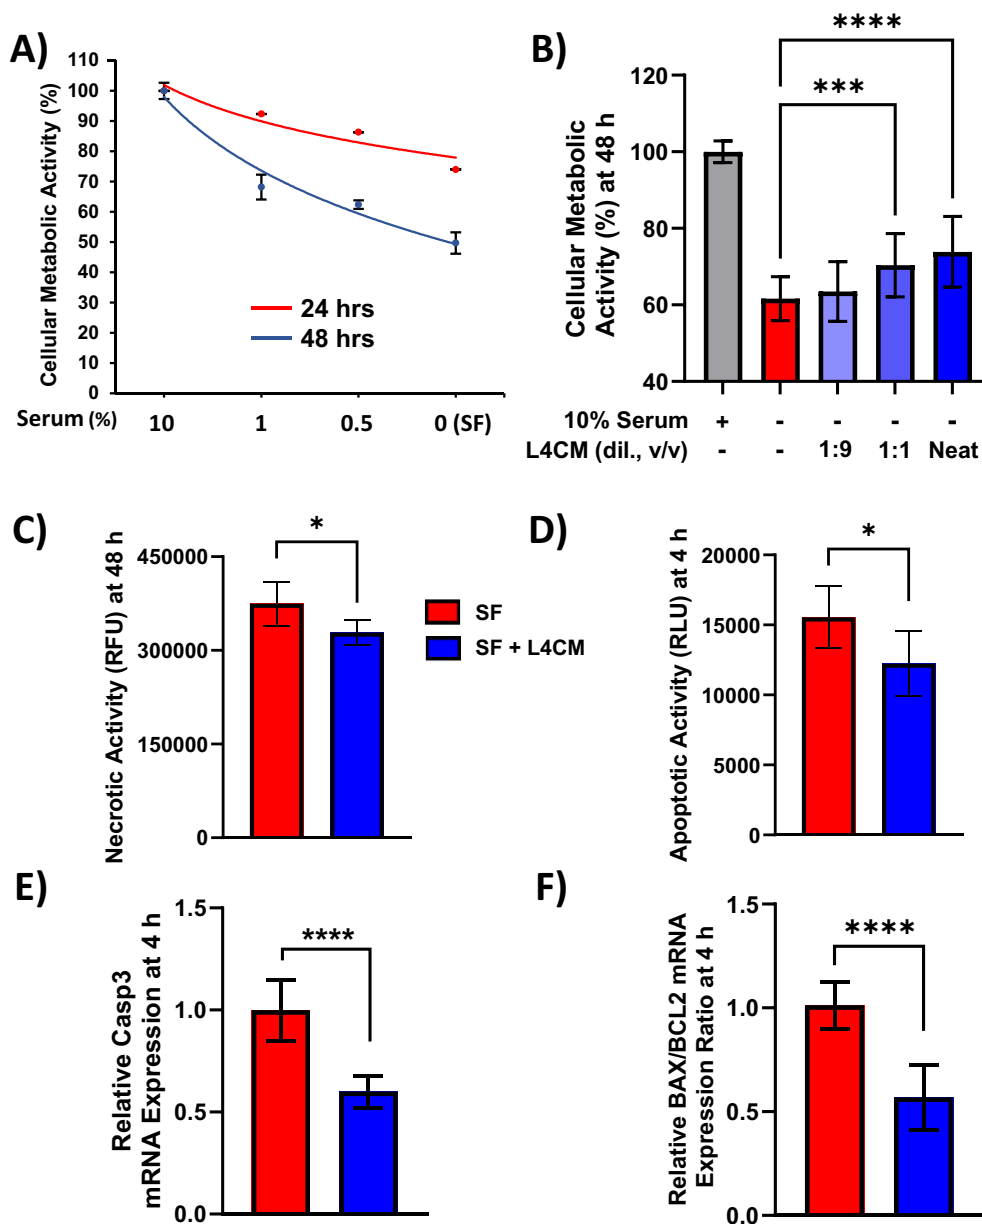 A)
Cellular Metabolic Activity (%)
110
100
90
80
70
60
50
40
30
20
10
0
24 hrs
48 hrs
Serum (%)
10
1
0.5
0 (SF)
B)
Cellular Metabolic
Activity (%) at 48 h
120
100
80
60
40
****
***
10% Serum
+ - - - -
L4CM (dil., v/v)
- - 1:9 1:1 Neat
C)
Necrotic Activity (RFU) at 48 h
450000
300000
150000
0
*
SF
SF + L4CM
D)
Apoptotic Activity (RLU) at 4 h
20000
15000
10000
5000
0
*
E)
Relative Casp3
mRNA Expression at 4 h
1.5
1.0
0.5
0.0
****
F)
Relative BAX/BCL2 mRNA
Expression Ratio at 4 h
1.5
1.0
0.5
0.0
****